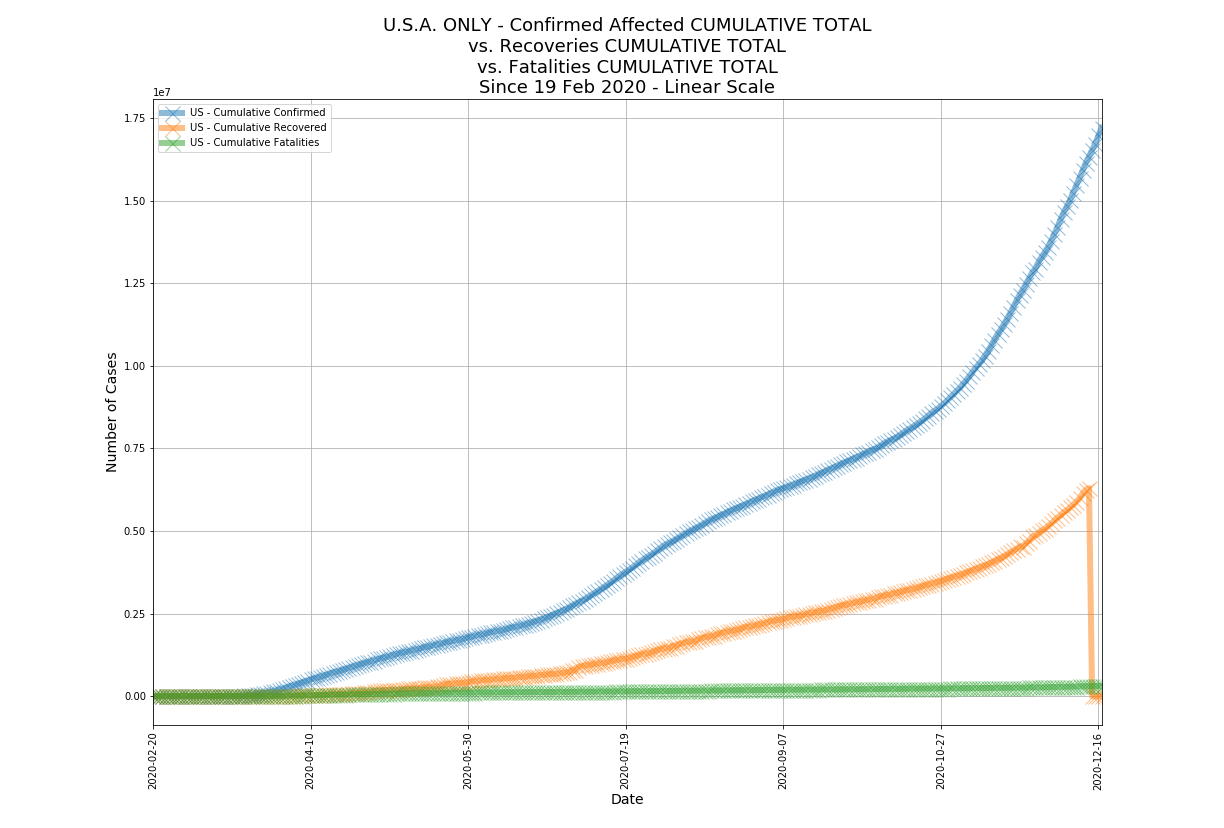 U.S.A. ONLY - Confirmed Affected CUMULATIVE TOTAL
vs. Recoveries CUMULATIVE TOTAL
vs. Fatalities CUMULATIVE TOTAL
Since 19 Feb 2020 - Linear Scale
1e7
US - Cumulative Confirmed
US - Cumulative Recovered
US - Cumulative Fatalities
1.75
1.50
1.25
1.00
0.75
0.50
0.25
0.00
Number of Cases
2020-02-20
2020-04-10
2020-05-30
2020-07-19
2020-09-07
2020-10-27
2020-12-16
Date